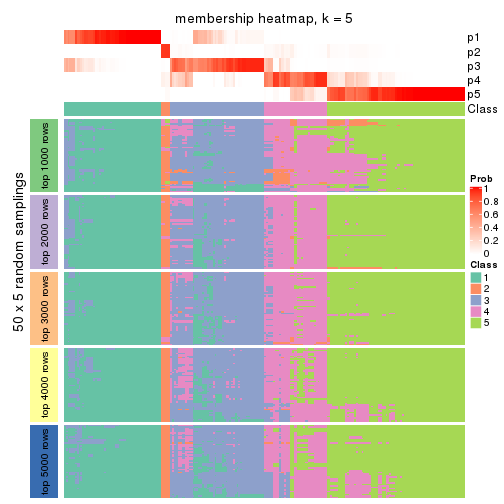 membership heatmap, k = 5
p1
p2
p3
p4
p5
Class
50 x 5 random samplings
top 1000 rows
top 2000 rows
top 3000 rows
top 4000 rows
top 5000 rows
Prob
1
0.8
0.6
0.4
0.2
0
Class
1
2
3
4
5